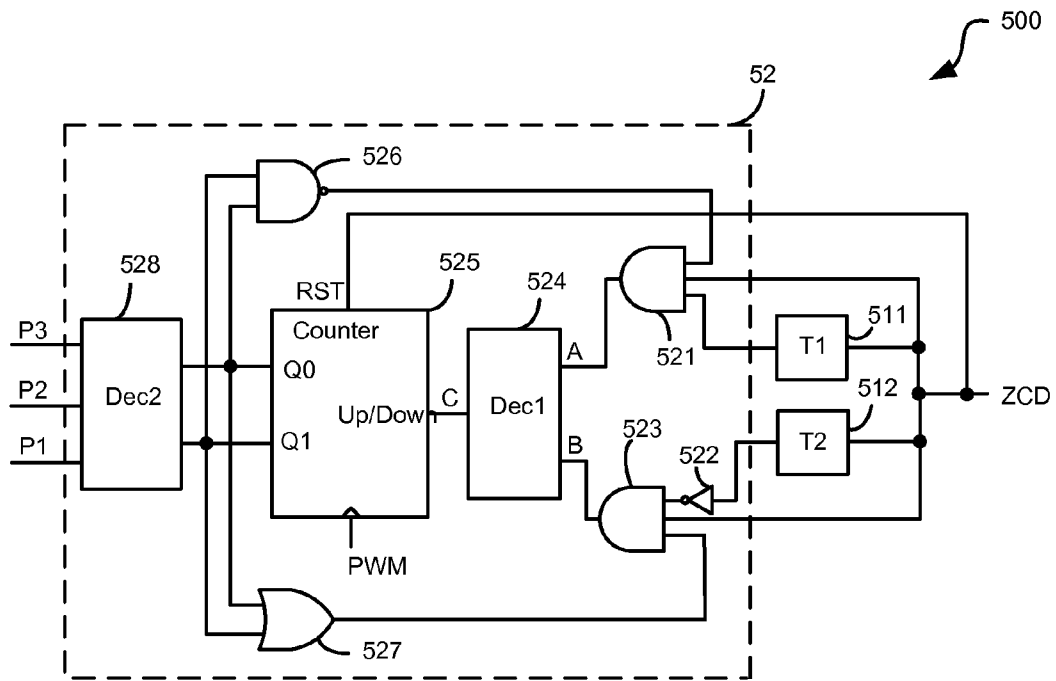 500
52
526
528
525
524
RST
P3
Counter
511
T1
521
Q0
A
P2
Dec2
Up/Down
C
Dec1
ZCD
512
P1
Q1
B
523
522
T2
PWM
527